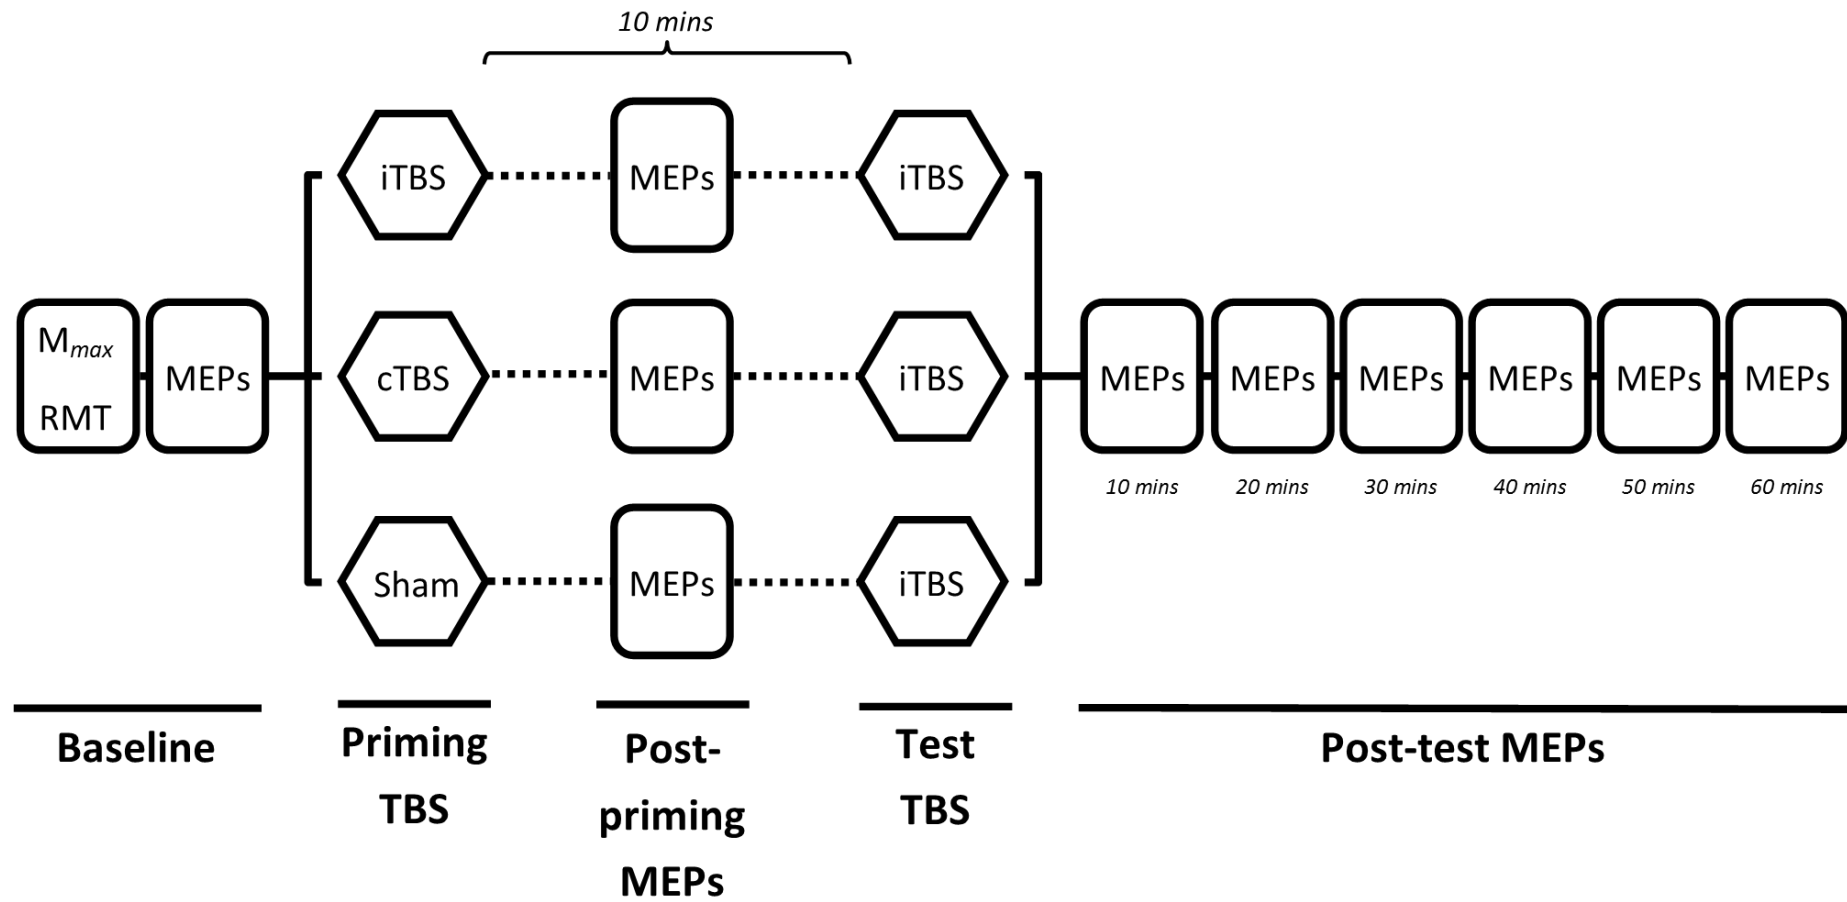 10 mins
iTBS
MEPs
iTBS
M_max
RMT
MEPs
cTBS
MEPs
iTBS
MEPs
MEPs
MEPs
MEPs
MEPs
MEPs
10 mins
20 mins
30 mins
40 mins
50 mins
60 mins
Sham
MEPs
iTBS
Baseline
Priming
TBS
Post-
priming
MEPs
Test
TBS
Post-test MEPs